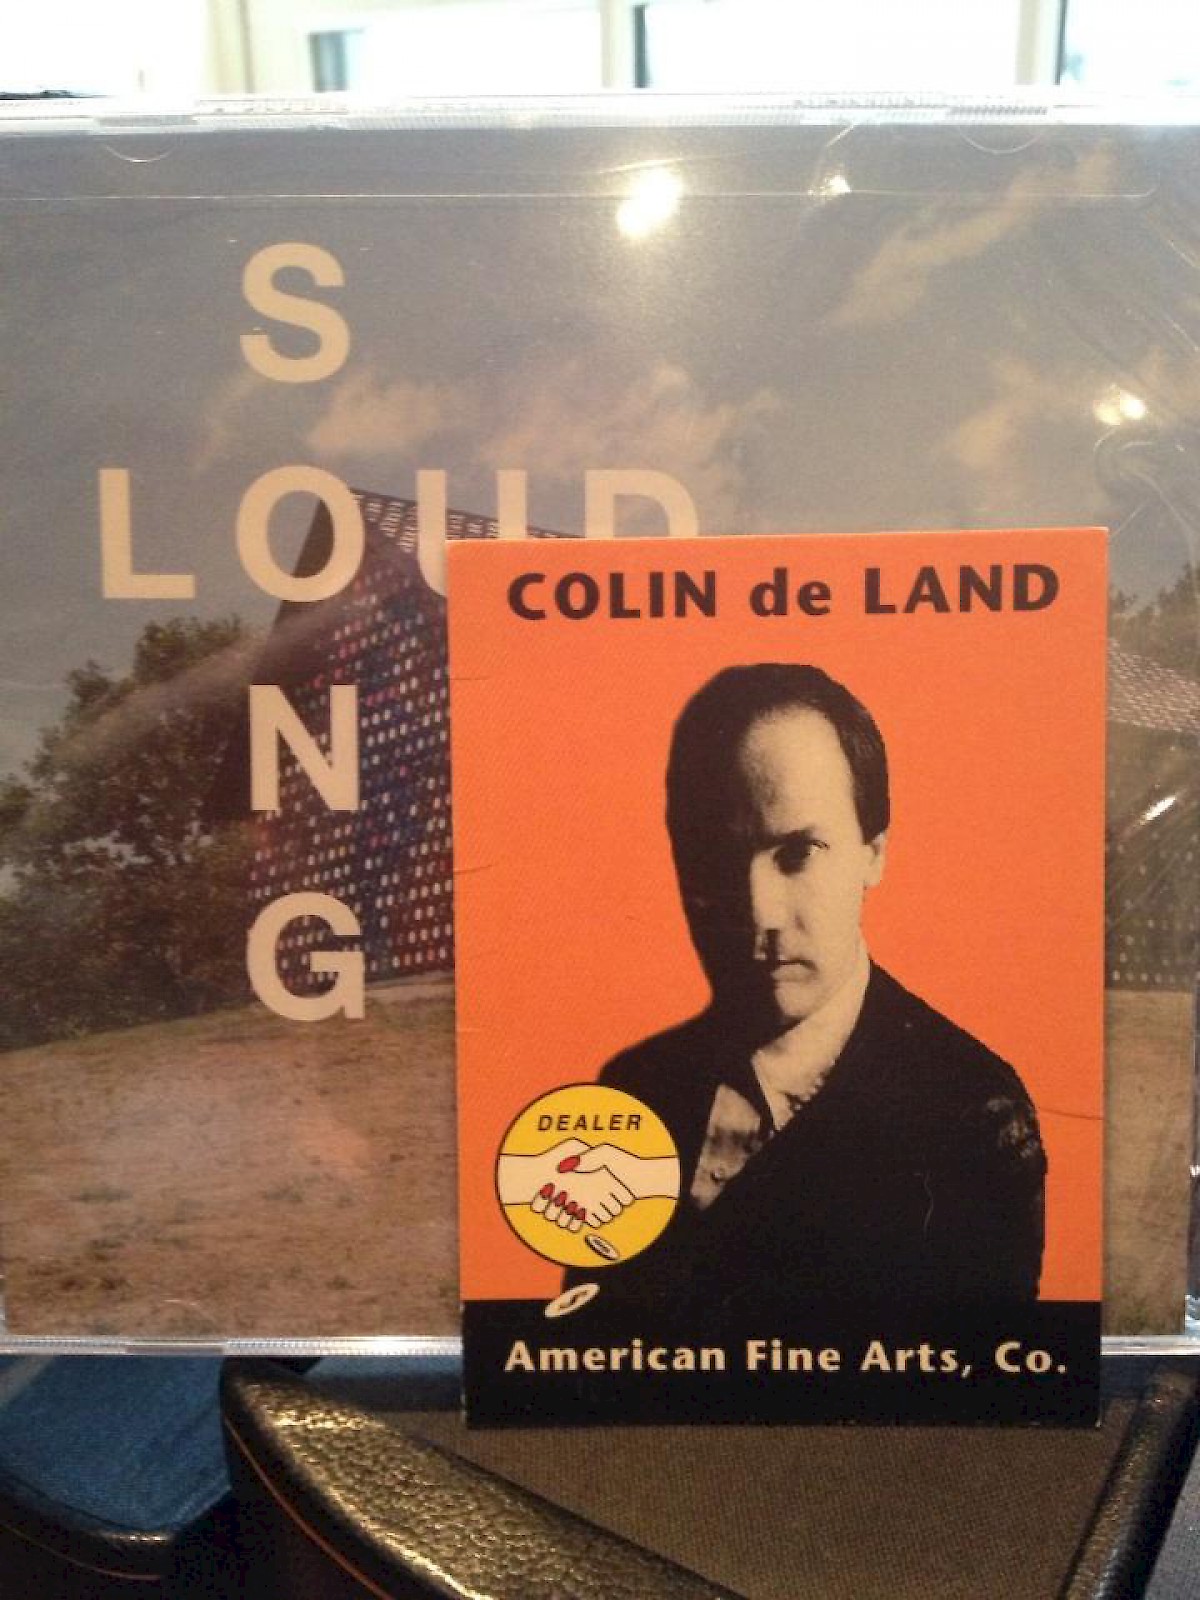 S
LOUD
N
G
COLIN de LAND
DEALER
American Fine Arts, Co.